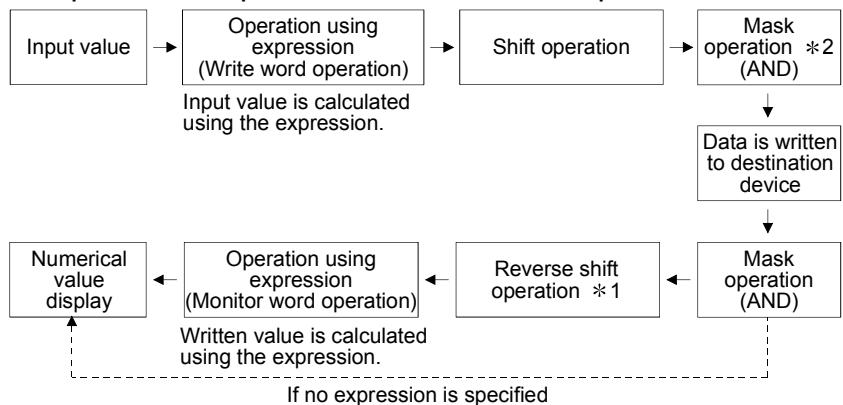 Input value
Operation using
expression
(Write word operation)
Shift operation
Mask
operation *2
(AND)
Input value is calculated
using the expression.
Data is written
to destination
device
Numerical
value
display
Operation using
expression
(Monitor word operation)
Reverse shift
operation *1
Mask
operation
(AND)
Written value is calculated
using the expression.
If no expression is specified